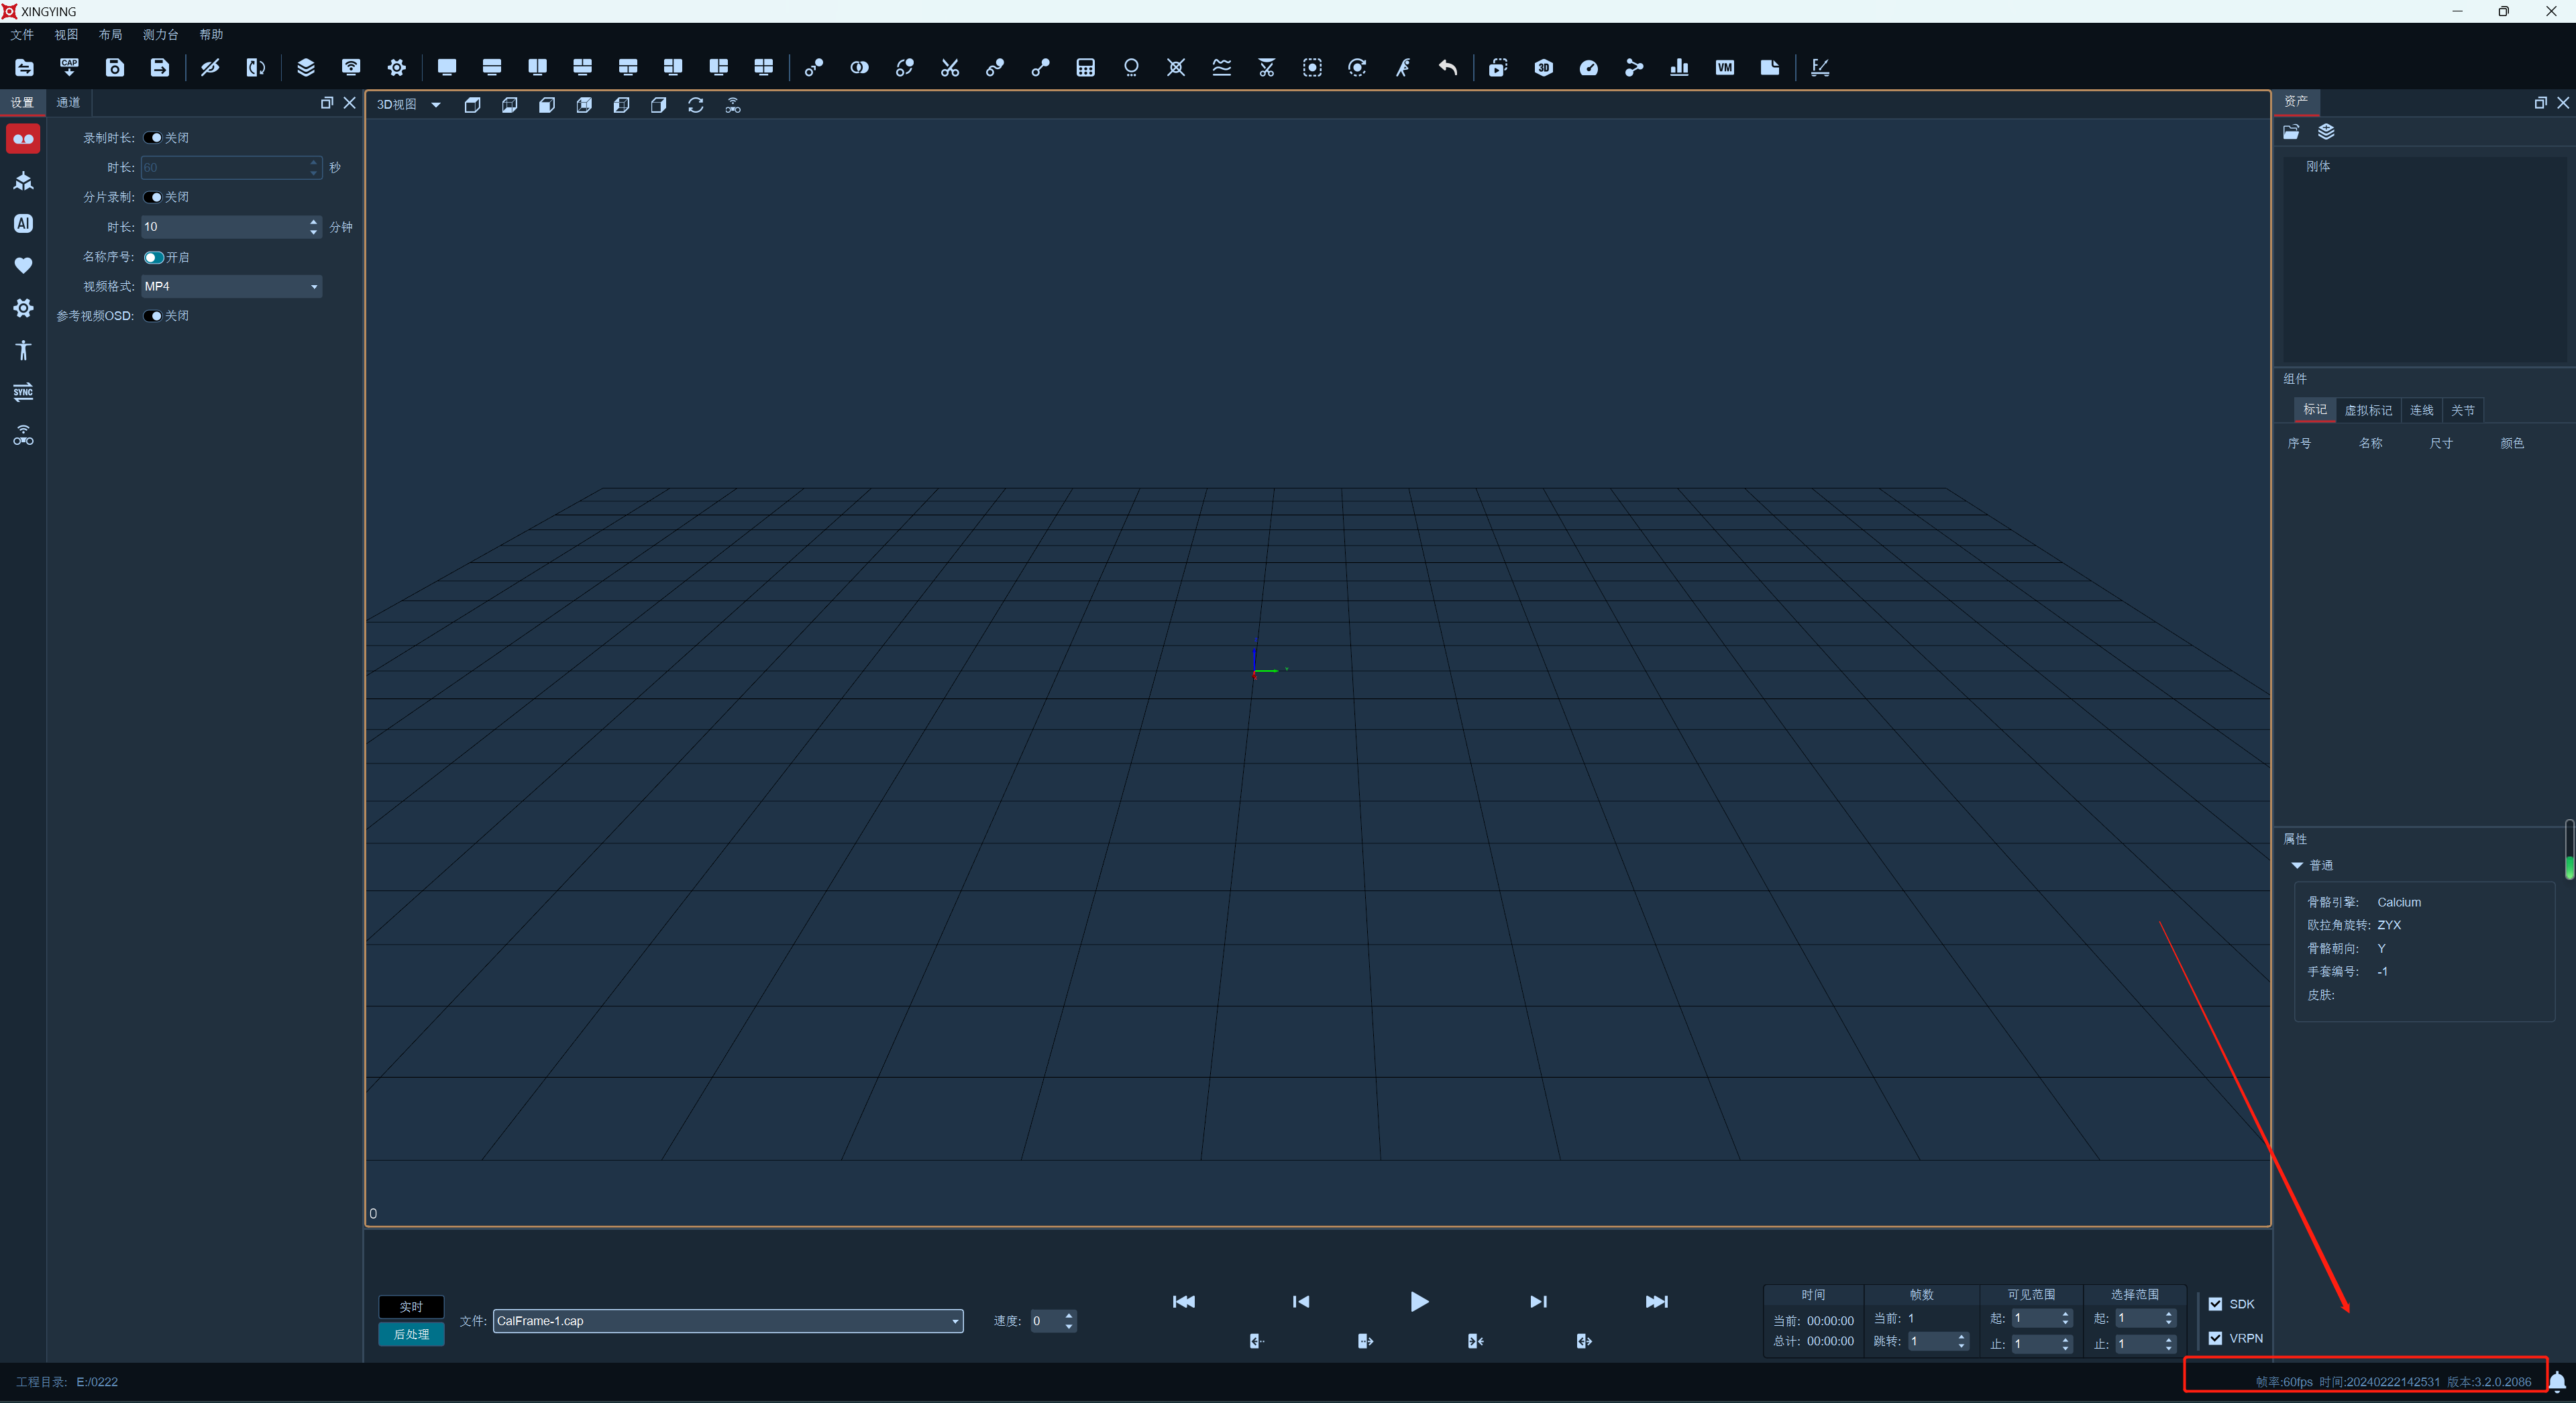 XINGYING
文件 视图 布局 测力台 帮助
CAP 3D VM
设置 通道
3D视图
资产
录制时长: 关闭
时长: 60 秒
分片录制: 关闭
时长: 10 分钟
名称序号: 开启
视频格式: MP4
参考视频OSD: 关闭
AI
SYNC
刚体
组件
标记 虚拟标记 连线 关节
序号 名称 尺寸 颜色
属性
普通
骨骼引擎: Calcium
欧拉角旋转: ZYX
骨骼朝向: Y
手套编号: -1
皮肤:
0
实时
后处理
文件: CalFrame-1.cap
速度: 0
时间 帧数 可见范围 选择范围
当前: 00:00:00 当前: 1 起: 1 起: 1
总计: 00:00:00 跳转: 1 止: 1 止: 1
SDK
VRPN
工程目录: E:/0222
帧率:60fps 时间:20240222142531 版本:3.2.0.2086